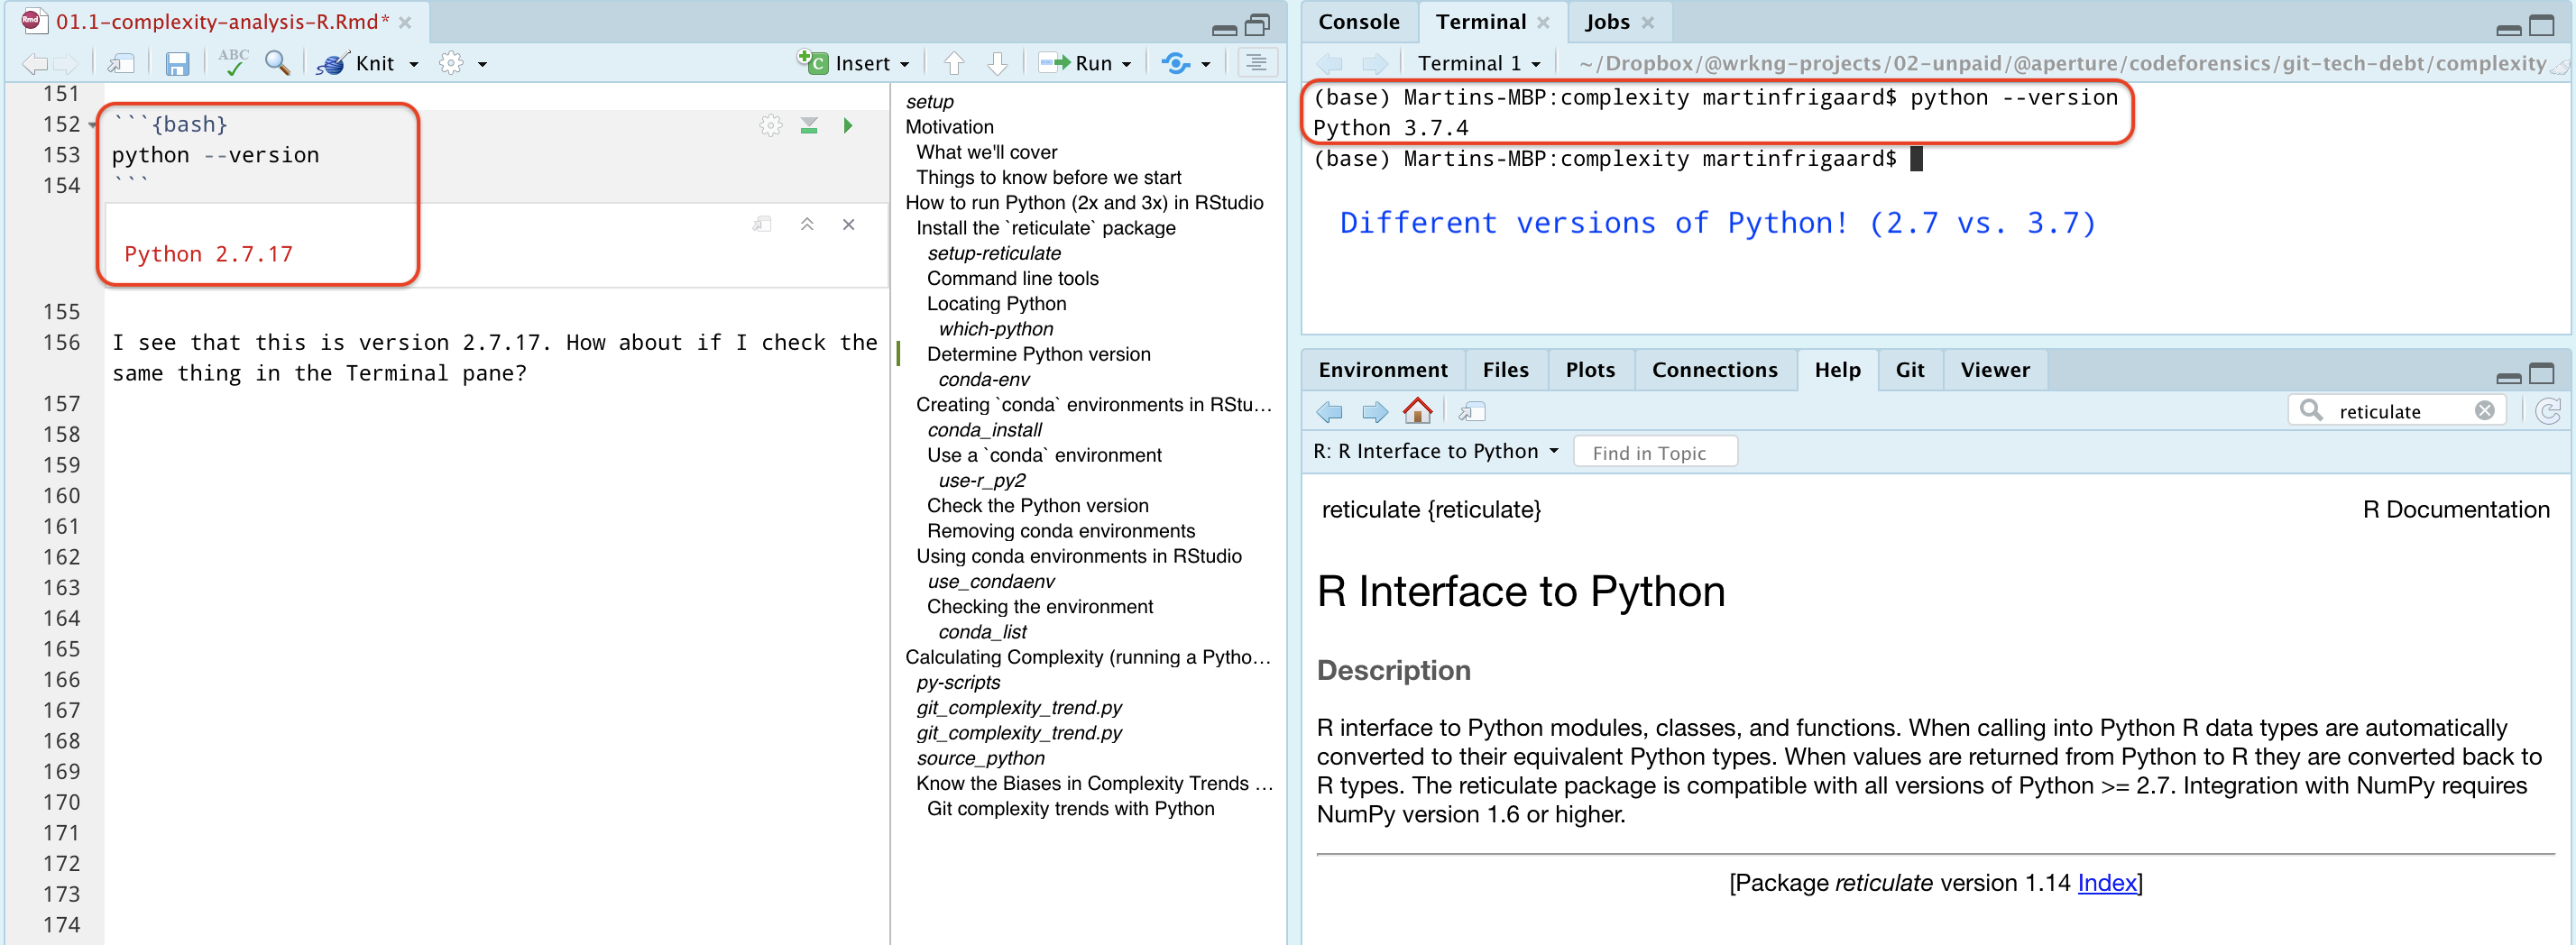 01.1-complexity-analysis-R.Rmd*
ABC
Knit
Insert
Run
151
152 ```{bash}
153 python --version
154 ```
Python 2.7.17
155
156 I see that this is version 2.7.17. How about if I check the
same thing in the Terminal pane?
157
158
159
160
161
162
163
164
165
166
167
168
169
170
171
172
173
174
setup
Motivation
What we'll cover
Things to know before we start
How to run Python (2x and 3x) in RStudio
Install the `reticulate` package
setup-reticulate
Command line tools
Locating Python
which-python
Determine Python version
conda-env
Creating `conda` environments in RStu…
conda_install
Use a `conda` environment
use-r_py2
Check the Python version
Removing conda environments
Using conda environments in RStudio
use_condaenv
Checking the environment
conda_list
Calculating Complexity (running a Pytho…
py-scripts
git_complexity_trend.py
git_complexity_trend.py
source_python
Know the Biases in Complexity Trends …
Git complexity trends with Python
Console Terminal Jobs
Terminal 1 ~/Dropbox/@wrkng-projects/02-unpaid/@aperture/codeforensics/git-tech-debt/complexity
(base) Martins-MBP:complexity martinfrigaard$ python --version
Python 3.7.4
(base) Martins-MBP:complexity martinfrigaard$
Different versions of Python! (2.7 vs. 3.7)
Environment Files Plots Connections Help Git Viewer
reticulate
R: R Interface to Python Find in Topic
reticulate {reticulate} R Documentation
R Interface to Python
Description
R interface to Python modules, classes, and functions. When calling into Python R data types are automatically
converted to their equivalent Python types. When values are returned from Python to R they are converted back to
R types. The reticulate package is compatible with all versions of Python >= 2.7. Integration with NumPy requires
NumPy version 1.6 or higher.
[Package reticulate version 1.14 Index]